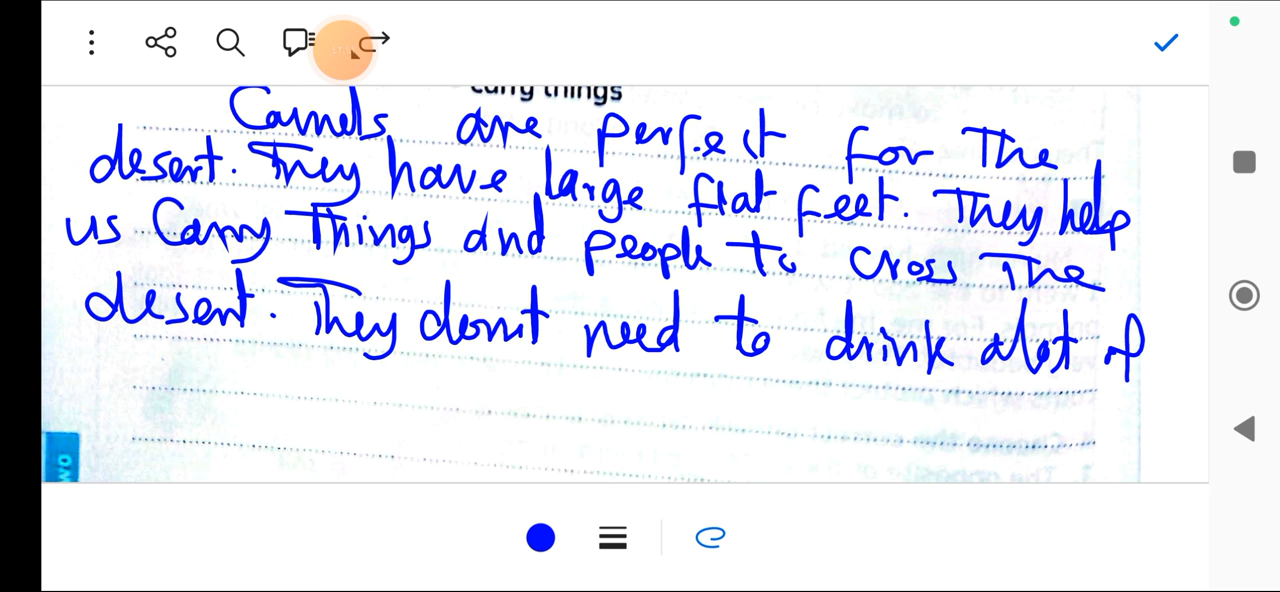 carry things
Camels are perfect for The
desert. They have large flat feet. They help
us Carry Things and people to cross The
desert. They don't need to drink alot of